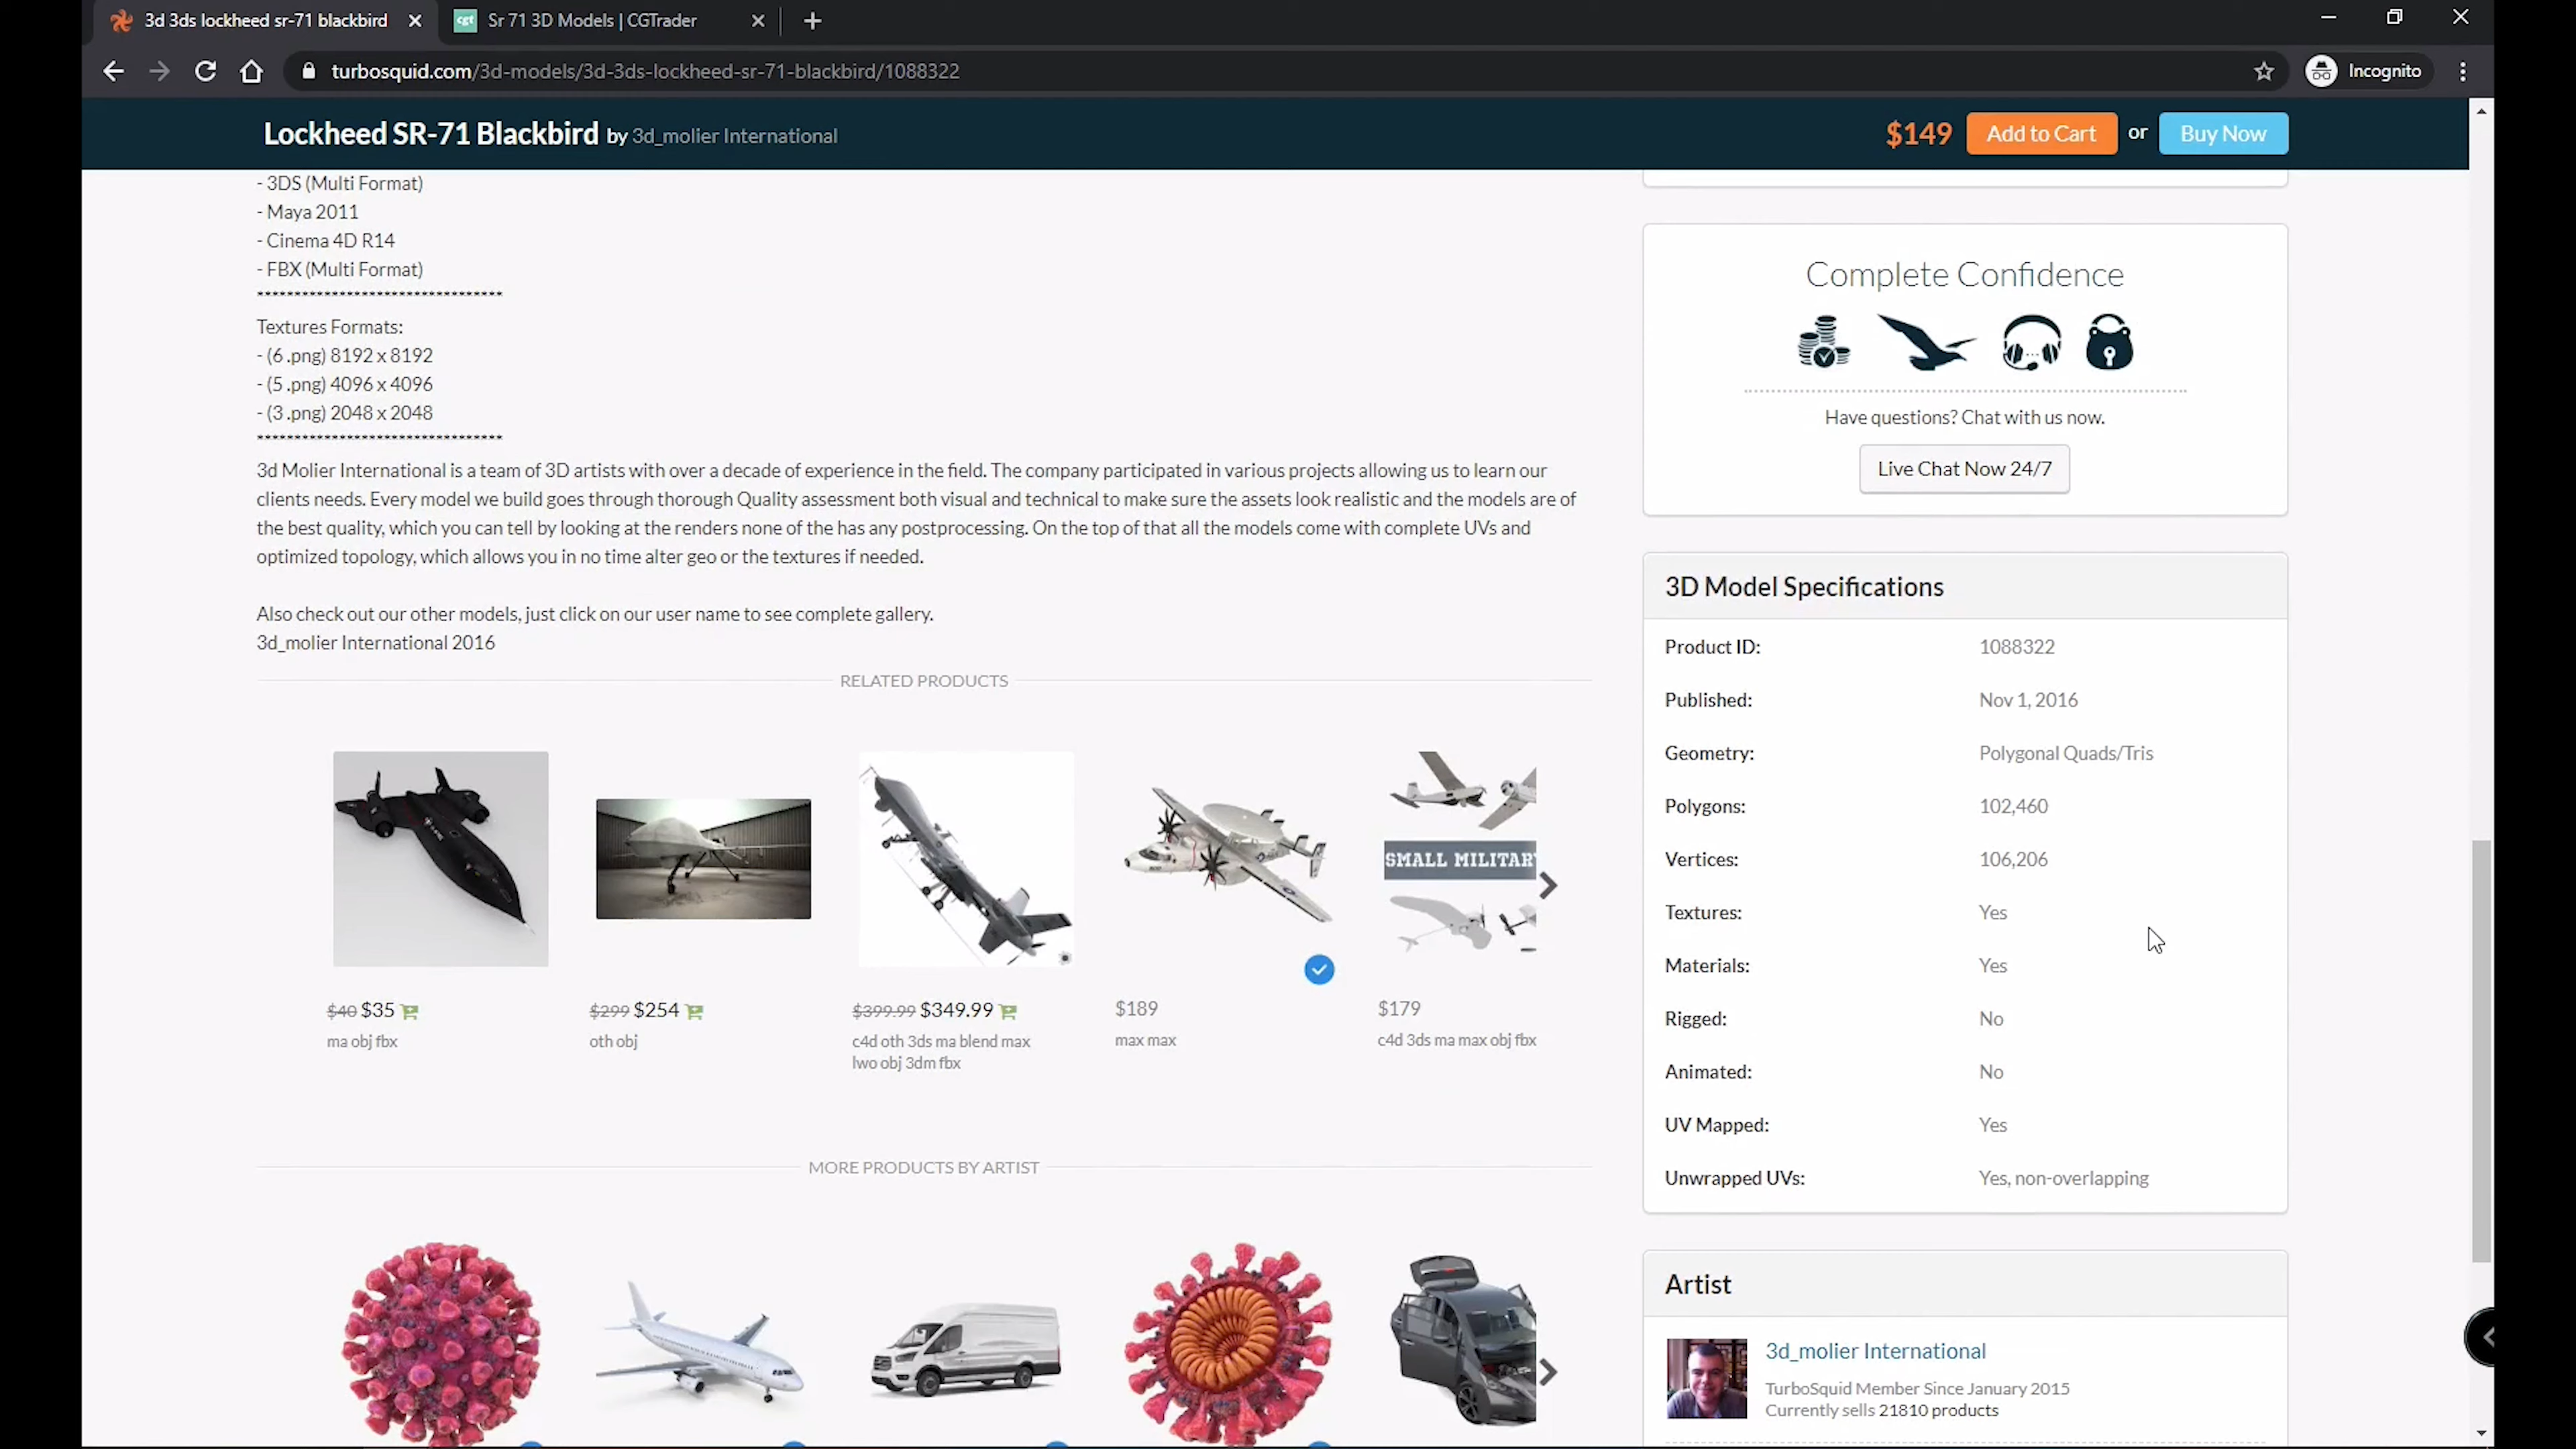 3d 3ds lockheed sr-71 blackbird
cgt Sr 71 3D Models | CGTrader
turbosquid.com/3d-models/3d-3ds-lockheed-sr-71-blackbird/1088322
Incognito
Lockheed SR-71 Blackbird by 3d_molier International
$149 Add to Cart or Buy Now
- 3DS (Multi Format)
- Maya 2011
- Cinema 4D R14
- FBX (Multi Format)
*********************************
Textures Formats:
- (6 .png) 8192 x 8192
- (5 .png) 4096 x 4096
- (3 .png) 2048 x 2048
*********************************
3d Molier International is a team of 3D artists with over a decade of experience in the field. The company participated in various projects allowing us to learn our
clients needs. Every model we build goes through thorough Quality assessment both visual and technical to make sure the assets look realistic and the models are of
the best quality, which you can tell by looking at the renders none of the has any postprocessing. On the top of that all the models come with complete UVs and
optimized topology, which allows you in no time alter geo or the textures if needed.
Also check out our other models, just click on our user name to see complete gallery.
3d_molier International 2016
RELATED PRODUCTS
SMALL MILITAR
$40 $35
ma obj fbx
$299 $254
oth obj
$399.99 $349.99
c4d oth 3ds ma blend max
lwo obj 3dm fbx
$189
max max
$179
c4d 3ds ma max obj fbx
MORE PRODUCTS BY ARTIST
Complete Confidence
Have questions? Chat with us now.
Live Chat Now 24/7
3D Model Specifications
Product ID: 1088322
Published: Nov 1, 2016
Geometry: Polygonal Quads/Tris
Polygons: 102,460
Vertices: 106,206
Textures: Yes
Materials: Yes
Rigged: No
Animated: No
UV Mapped: Yes
Unwrapped UVs: Yes, non-overlapping
Artist
3d_molier International
TurboSquid Member Since January 2015
Currently sells 21810 products